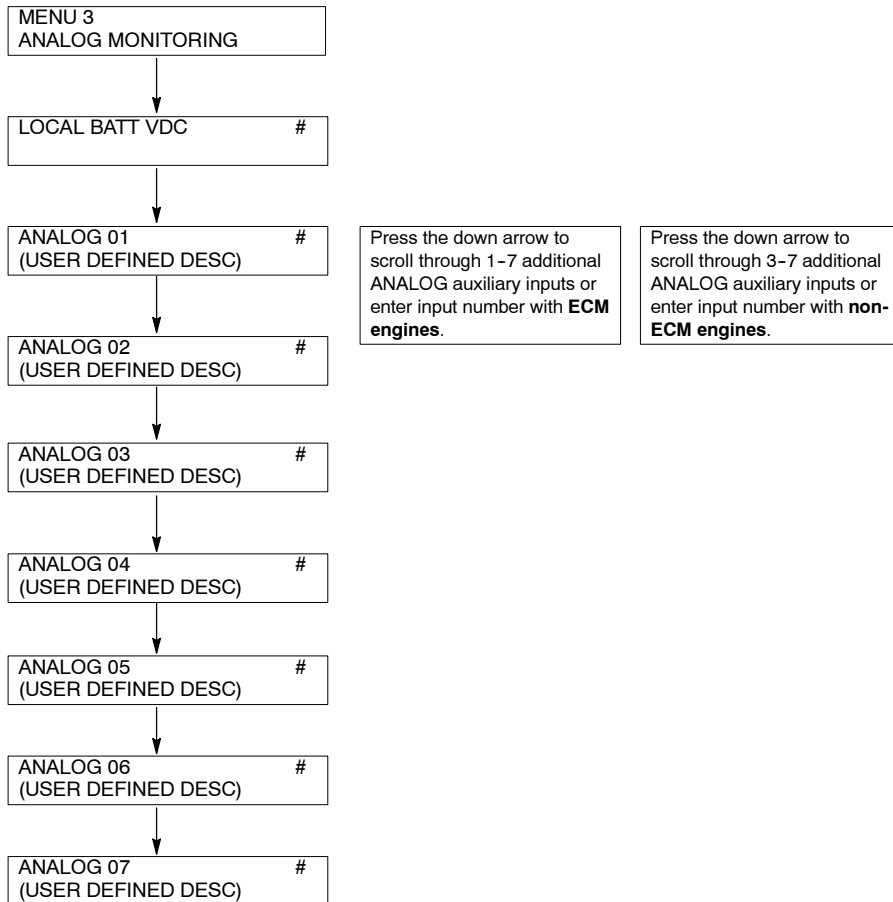 MENU 3
ANALOG MONITORING
LOCAL BATT VDC #
ANALOG 01 #
(USER DEFINED DESC)
Press the down arrow to
scroll through 1-7 additional
ANALOG auxiliary inputs or
enter input number with ECM
engines.
Press the down arrow to
scroll through 3-7 additional
ANALOG auxiliary inputs or
enter input number with non-
ECM engines.
ANALOG 02 #
(USER DEFINED DESC)
ANALOG 03 #
(USER DEFINED DESC)
ANALOG 04 #
(USER DEFINED DESC)
ANALOG 05 #
(USER DEFINED DESC)
ANALOG 06 #
(USER DEFINED DESC)
ANALOG 07 #
(USER DEFINED DESC)